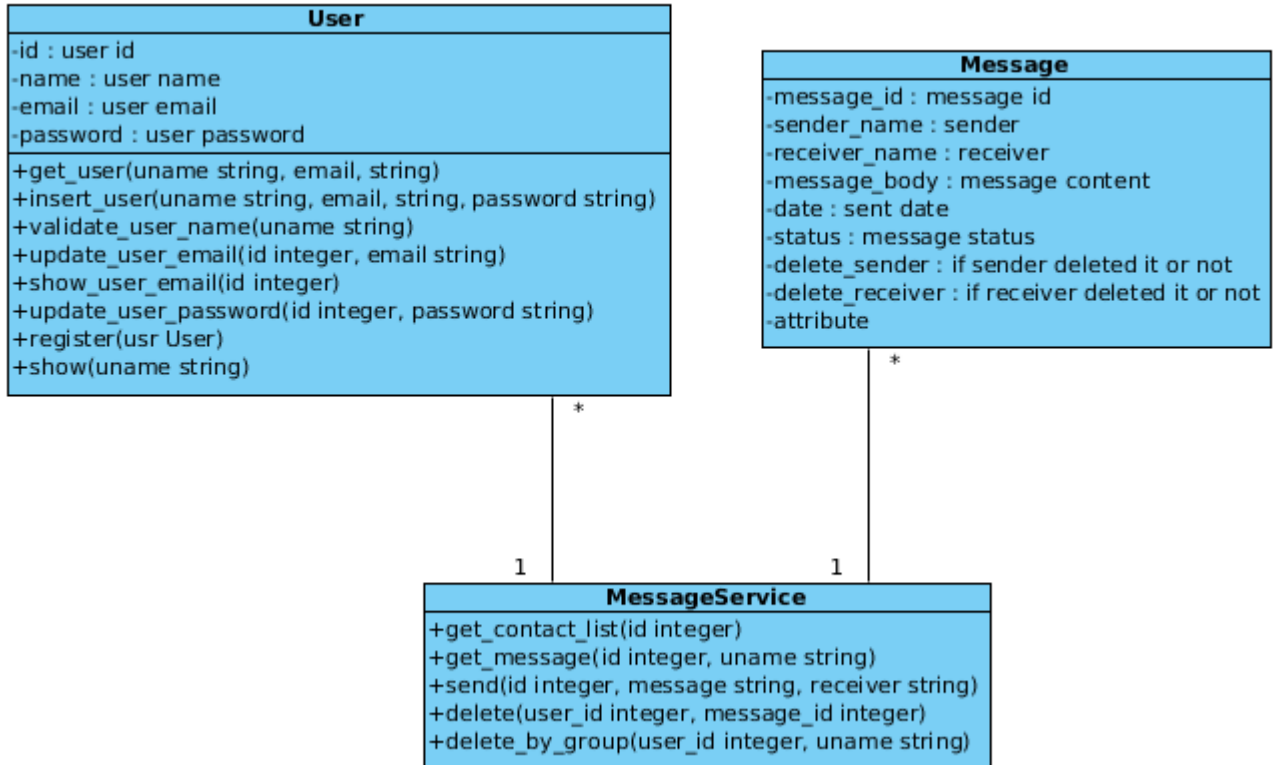 User
-id : user id
-name : user name
-email : user email
-password : user password
+get_user(uname string, email, string)
+insert_user(uname string, email, string, password string)
+validate_user_name(uname string)
+update_user_email(id integer, email string)
+show_user_email(id integer)
+update_user_password(id integer, password string)
+register(usr User)
+show(uname string)
Message
-message_id : message id
-sender_name : sender
-receiver_name : receiver
-message_body : message content
-date : sent date
-status : message status
-delete_sender : if sender deleted it or not
-delete_receiver : if receiver deleted it or not
-attribute
*
*
1
1
MessageService
+get_contact_list(id integer)
+get_message(id integer, uname string)
+send(id integer, message string, receiver string)
+delete(user_id integer, message_id integer)
+delete_by_group(user_id integer, uname string)